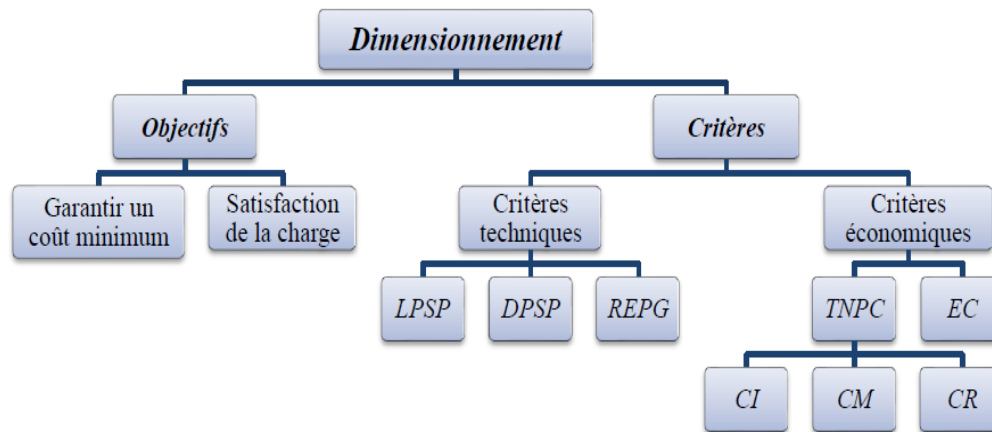 Dimensionnement
Objectifs
Critères
Garantir un
coût minimum
Satisfaction
de la charge
Critères
techniques
Critères
économiques
LPSP
DPSP
REPG
TNPC
EC
CI
CM
CR